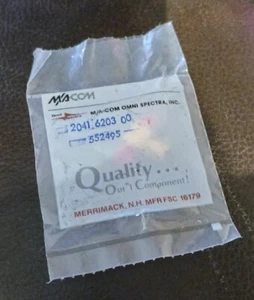 M/A-COM
M/A-COM OMNI SPECTRA, INC.
2041 6203 00
552495
Quality...
Our Commitment!
MERRIMACK, N.H. MFR FSC 16179